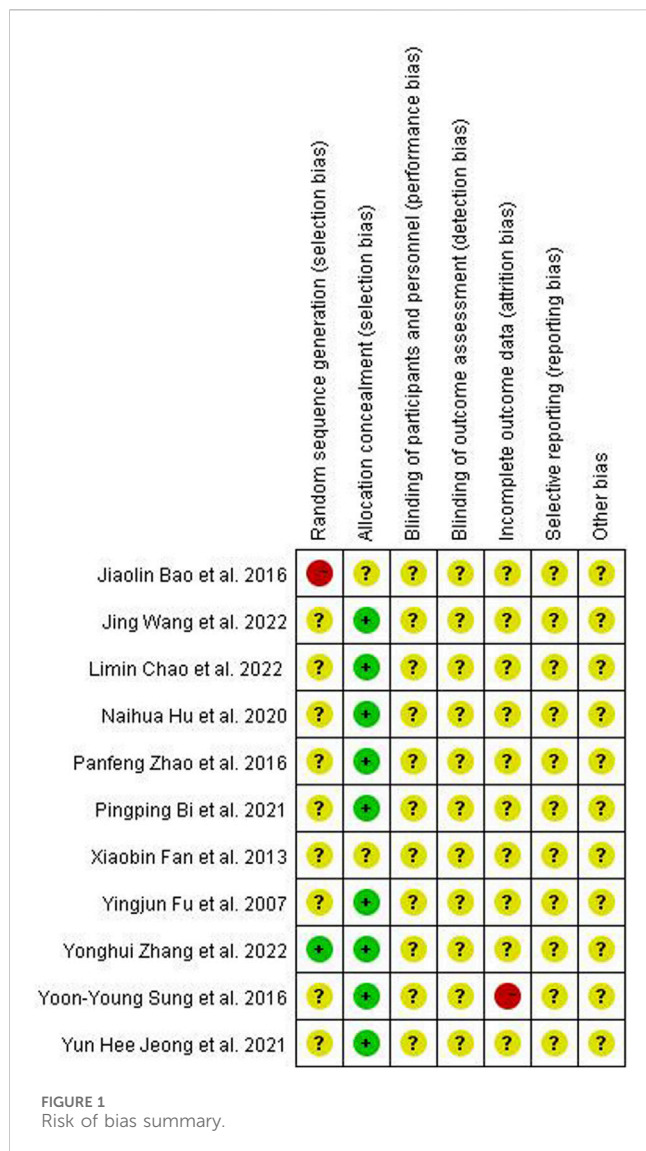 Random sequence generation (selection bias)
Allocation concealment (selection bias)
Blinding of participants and personnel (performance bias)
Blinding of outcome assessment (detection bias)
Incomplete outcome data (attrition bias)
Selective reporting (reporting bias)
Other bias
Jiaolin Bao et al. 2016 - ? ? ? ? ? ?
Jing Wang et al. 2022 ? + ? ? ? ? ?
Limin Chao et al. 2022 ? + ? ? ? ? ?
Naihua Hu et al. 2020 ? + ? ? ? ? ?
Panfeng Zhao et al. 2016 ? + ? ? ? ? ?
Pingping Bi et al. 2021 ? + ? ? ? ? ?
Xiaobin Fan et al. 2013 ? ? ? ? ? ? ?
Yingjun Fu et al. 2007 ? + ? ? ? ? ?
Yonghui Zhang et al. 2022 + + ? ? ? ? ?
Yoon-Young Sung et al. 2016 ? + ? ? - ? ?
Yun Hee Jeong et al. 2021 ? + ? ? ? ? ?
FIGURE 1
Risk of bias summary.